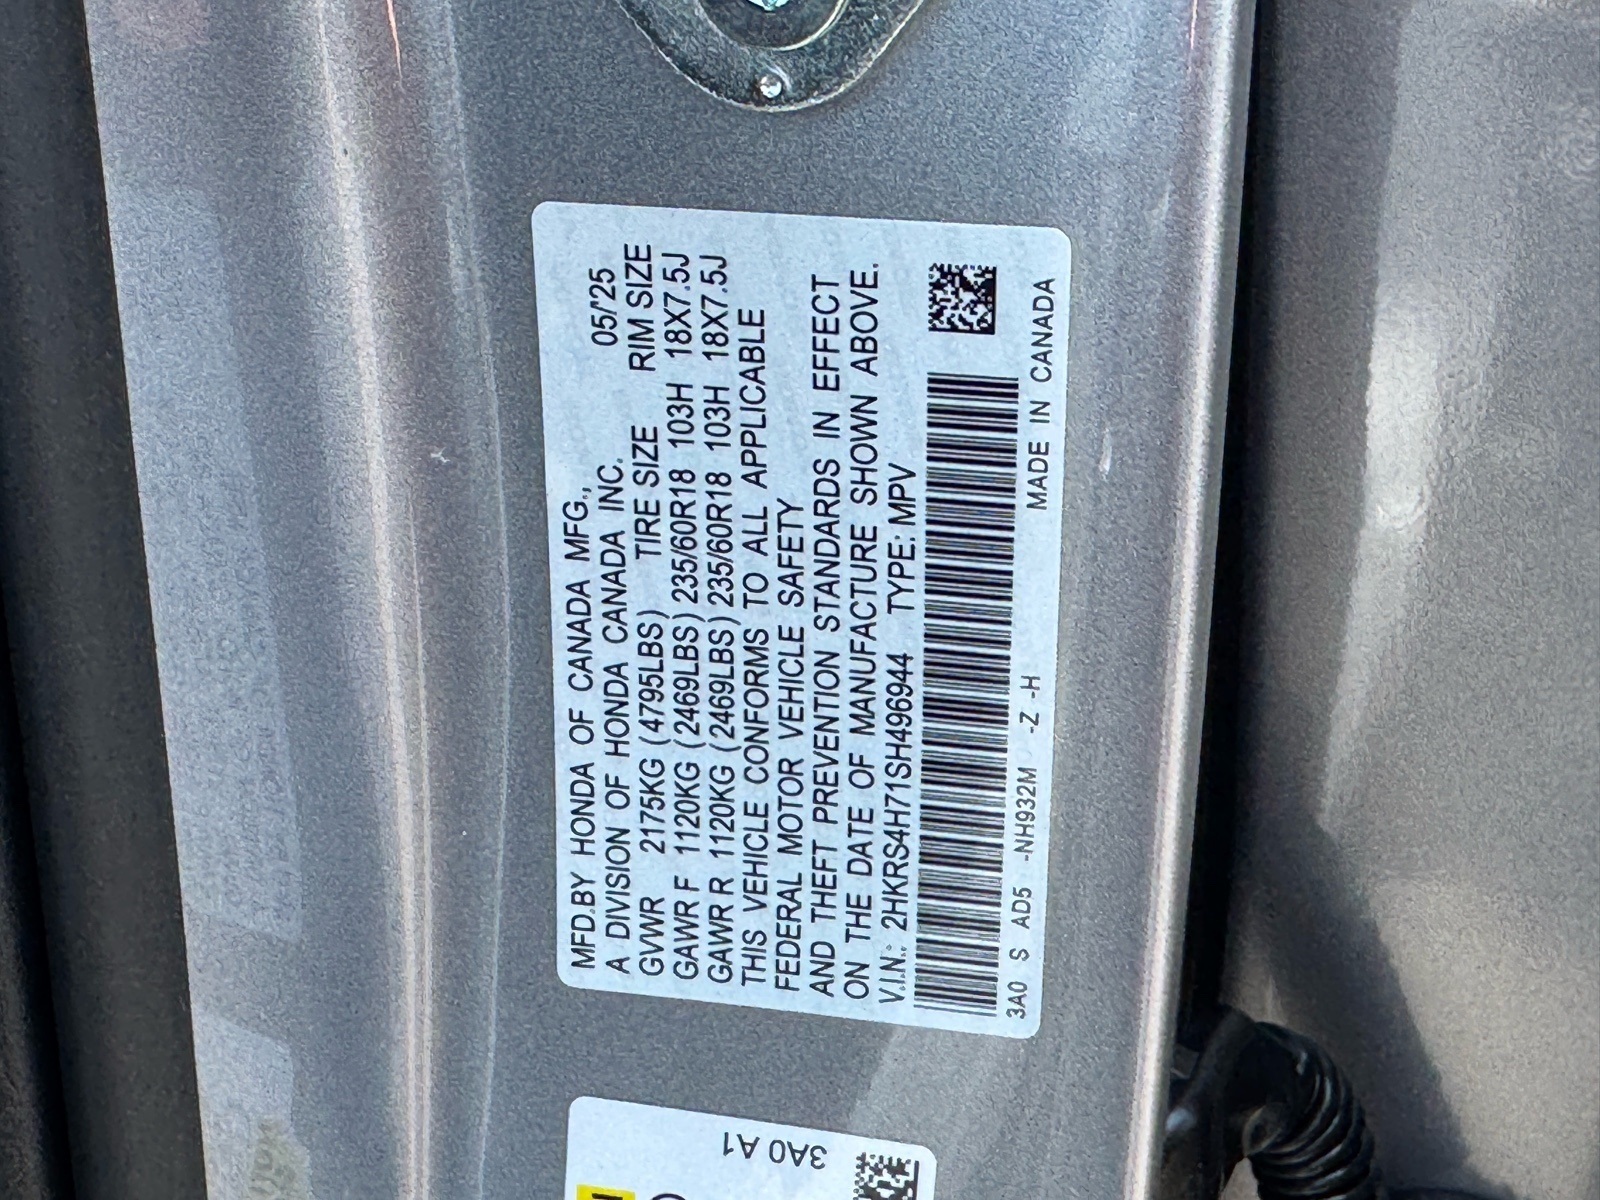 MFD.BY HONDA OF CANADA MFG.,
A DIVISION OF HONDA CANADA INC. 05/'25
GVWR 2175KG (4795LBS) TIRE SIZE RIM SIZE
GAWR F 1120KG (2469LBS) 235/60R18 103H 18X7.5J
GAWR R 1120KG (2469LBS) 235/60R18 103H 18X7.5J
THIS VEHICLE CONFORMS TO ALL APPLICABLE
FEDERAL MOTOR VEHICLE SAFETY
AND THEFT PREVENTION STANDARDS IN EFFECT
ON THE DATE OF MANUFACTURE SHOWN ABOVE.
V.I.N.: 2HKRS4H71SH496944 TYPE: MPV
3A0 S AD5 -NH932M -Z -H MADE IN CANADA
3A0 A1